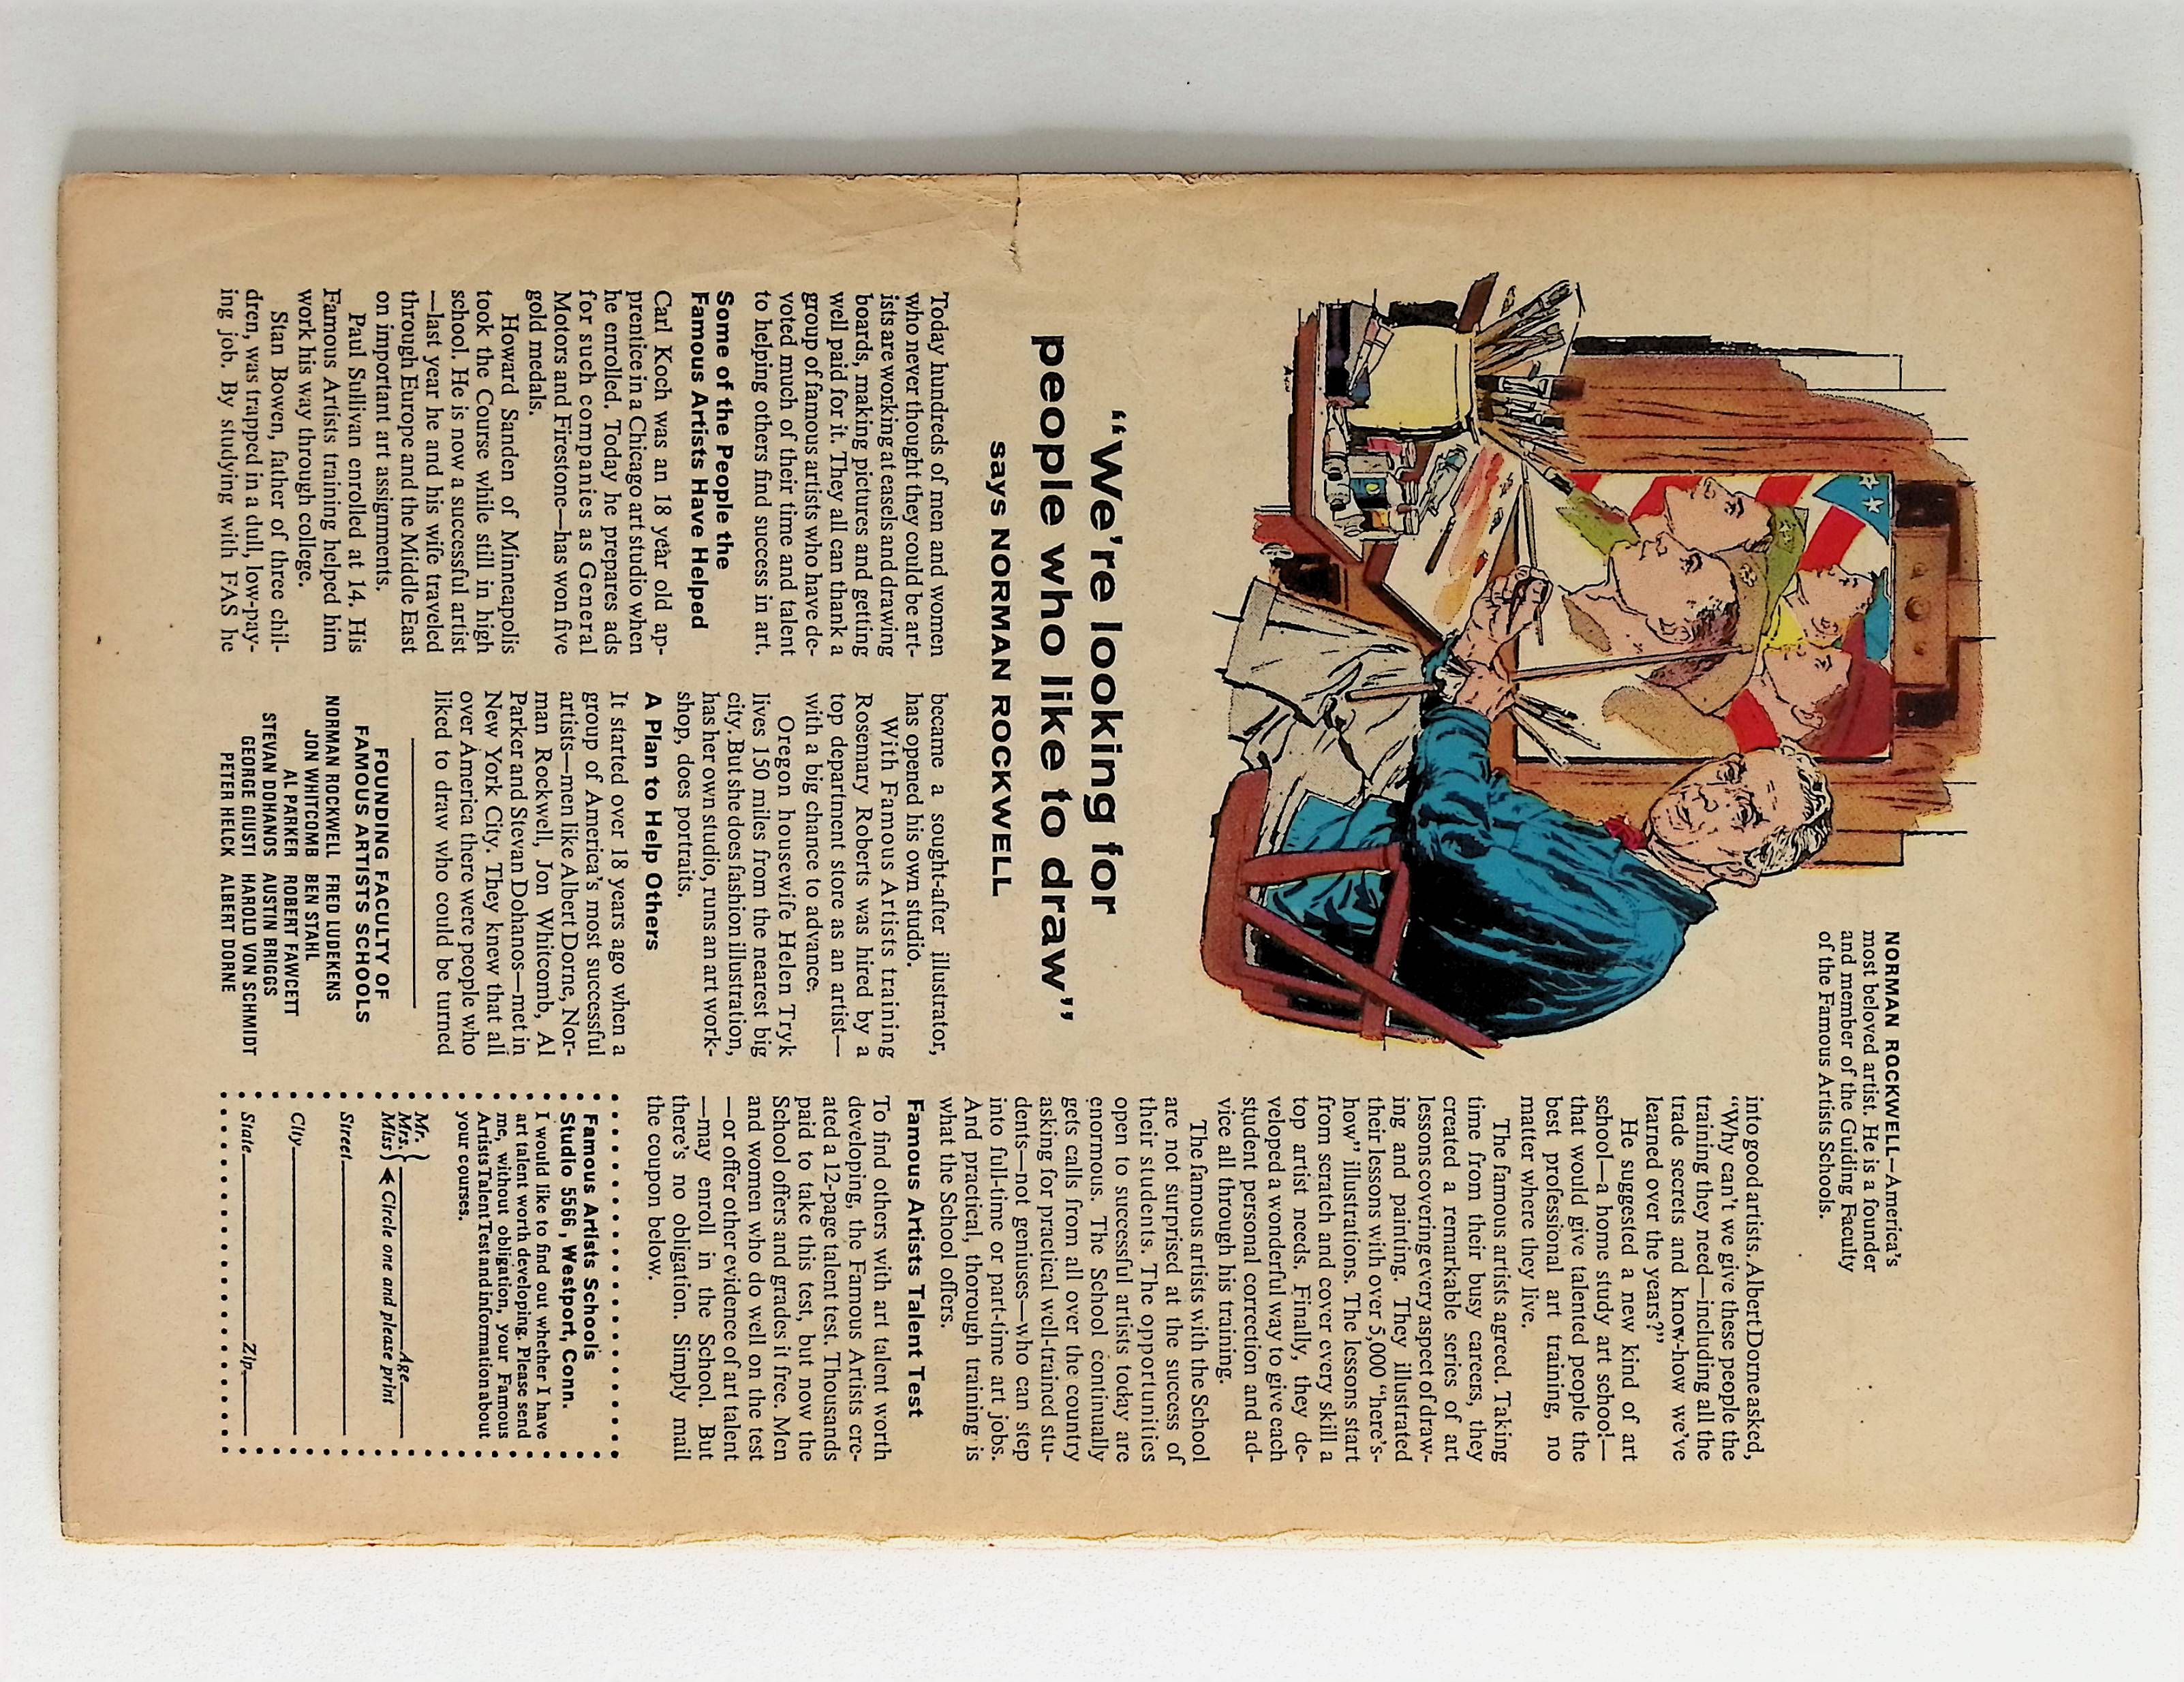 NORMAN ROCKWELL—America's
most beloved artist. He is a founder
and member of the Guiding Faculty
of the Famous Artists Schools.
"We're looking for
people who like to draw"
says NORMAN ROCKWELL
Today hundreds of men and women
who never thought they could be art-
ists are working at easels and drawing
boards, making pictures and getting
well paid for it. They all can thank a
group of famous artists who have de-
voted much of their time and talent
to helping others find success in art.
Some of the People the
Famous Artists Have Helped
Carl Koch was an 18 year old ap-
prentice in a Chicago art studio when
he enrolled. Today he prepares ads
for such companies as General
Motors and Firestone—has won five
gold medals.
Howard Sanden of Minneapolis
took the Course while still in high
school. He is now a successful artist
—last year he and his wife traveled
through Europe and the Middle East
on important art assignments.
Paul Sullivan enrolled at 14. His
Famous Artists training helped him
work his way through college.
Stan Bowen, father of three chil-
dren, was trapped in a dull, low-pay-
ing job. By studying with FAS he
became a sought-after illustrator,
has opened his own studio.
With Famous Artists training
Rosemary Roberts was hired by a
top department store as an artist—
with a big chance to advance.
Oregon housewife Helen Tryk
lives 150 miles from the nearest big
city. But she does fashion illustration,
has her own studio, runs an art work-
shop, does portraits.
A Plan to Help Others
It started over 18 years ago when a
group of America's most successful
artists—men like Albert Dorne, Nor-
man Rockwell, Jon Whitcomb, Al
Parker and Stevan Dohanos—met in
New York City. They knew that all
over America there were people who
liked to draw who could be turned
FOUNDING FACULTY OF
FAMOUS ARTISTS SCHOOLS
NORMAN ROCKWELL FRED LUDEKENS
JON WHITCOMB BEN STAHL
AL PARKER ROBERT FAWCETT
STEVAN DOHANOS AUSTIN BRIGGS
GEORGE GIUSTI HAROLD VON SCHMIDT
PETER HELCK ALBERT DORNE
into good artists. Albert Dorne asked,
"Why can't we give these people the
training they need—including all the
trade secrets and know-how we've
learned over the years?"
He suggested a new kind of art
school—a home study art school—
that would give talented people the
best professional art training, no
matter where they live.
The famous artists agreed. Taking
time from their busy careers, they
created a remarkable series of art
lessons covering every aspect of draw-
ing and painting. They illustrated
their lessons with over 5,000 "here's-
how" illustrations. The lessons start
from scratch and cover every skill a
top artist needs. Finally, they de-
veloped a wonderful way to give each
student personal correction and ad-
vice all through his training.
The famous artists with the School
are not surprised at the success of
their students. The opportunities
open to successful artists today are
enormous. The School continually
gets calls from all over the country
asking for practical well-trained stu-
dents—not geniuses—who can step
into full-time or part-time art jobs.
And practical, thorough training is
what the School offers.
Famous Artists Talent Test
To find others with art talent worth
developing, the Famous Artists cre-
ated a 12-page talent test. Thousands
paid to take this test, but now the
School offers and grades it free. Men
and women who do well on the test
—or offer other evidence of art talent
—may enroll in the School. But
there's no obligation. Simply mail
the coupon below.
Famous Artists Schools
Studio 5566, Westport, Conn.
I would like to find out whether I have
art talent worth developing. Please send
me, without obligation, your Famous
Artists Talent Test and information about
your courses.
Mr.
Mrs. Age
Miss Circle one and please print
Street
City
State Zip